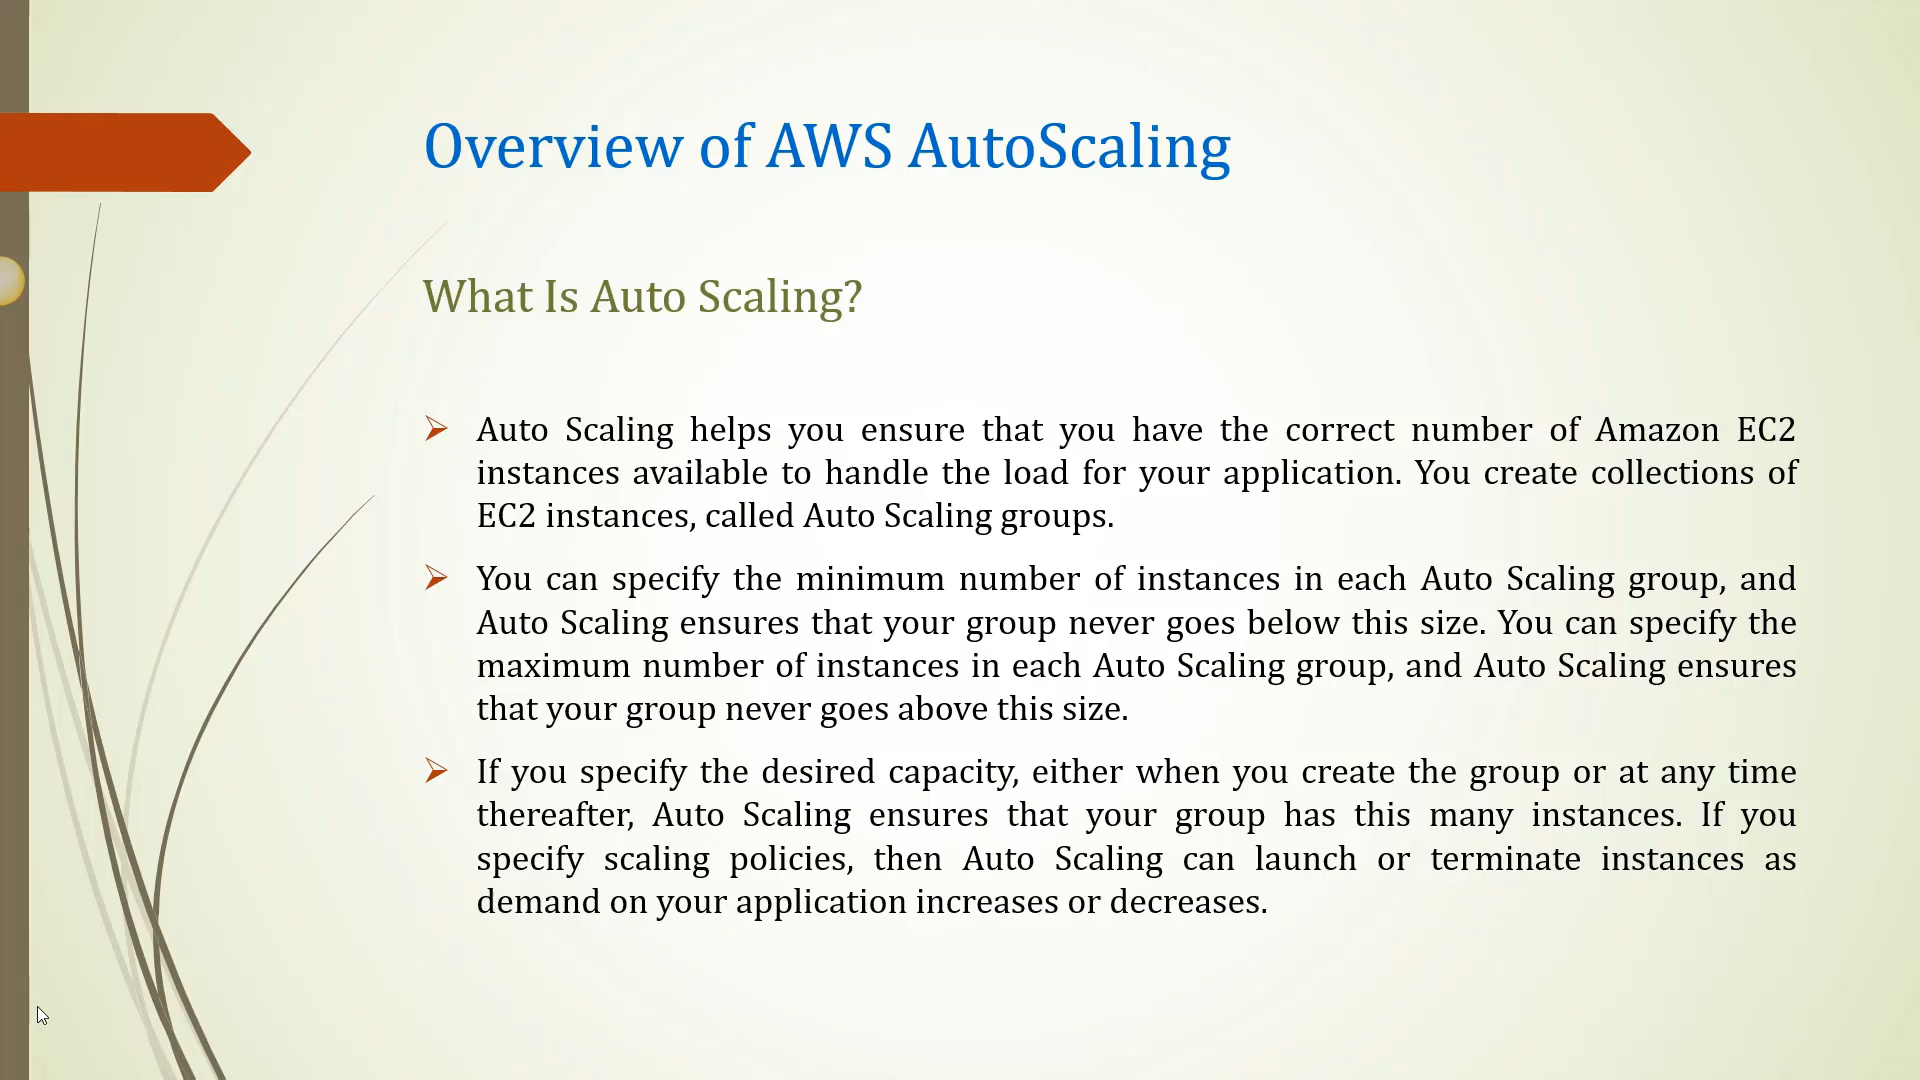 Overview of AWS AutoScaling
What Is Auto Scaling?
Auto Scaling helps you ensure that you have the correct number of Amazon EC2
instances available to handle the load for your application. You create collections of
EC2 instances, called Auto Scaling groups.
You can specify the minimum number of instances in each Auto Scaling group, and
Auto Scaling ensures that your group never goes below this size. You can specify the
maximum number of instances in each Auto Scaling group, and Auto Scaling ensures
that your group never goes above this size.
If you specify the desired capacity, either when you create the group or at any time
thereafter, Auto Scaling ensures that your group has this many instances. If you
specify scaling policies, then Auto Scaling can launch or terminate instances as
demand on your application increases or decreases.